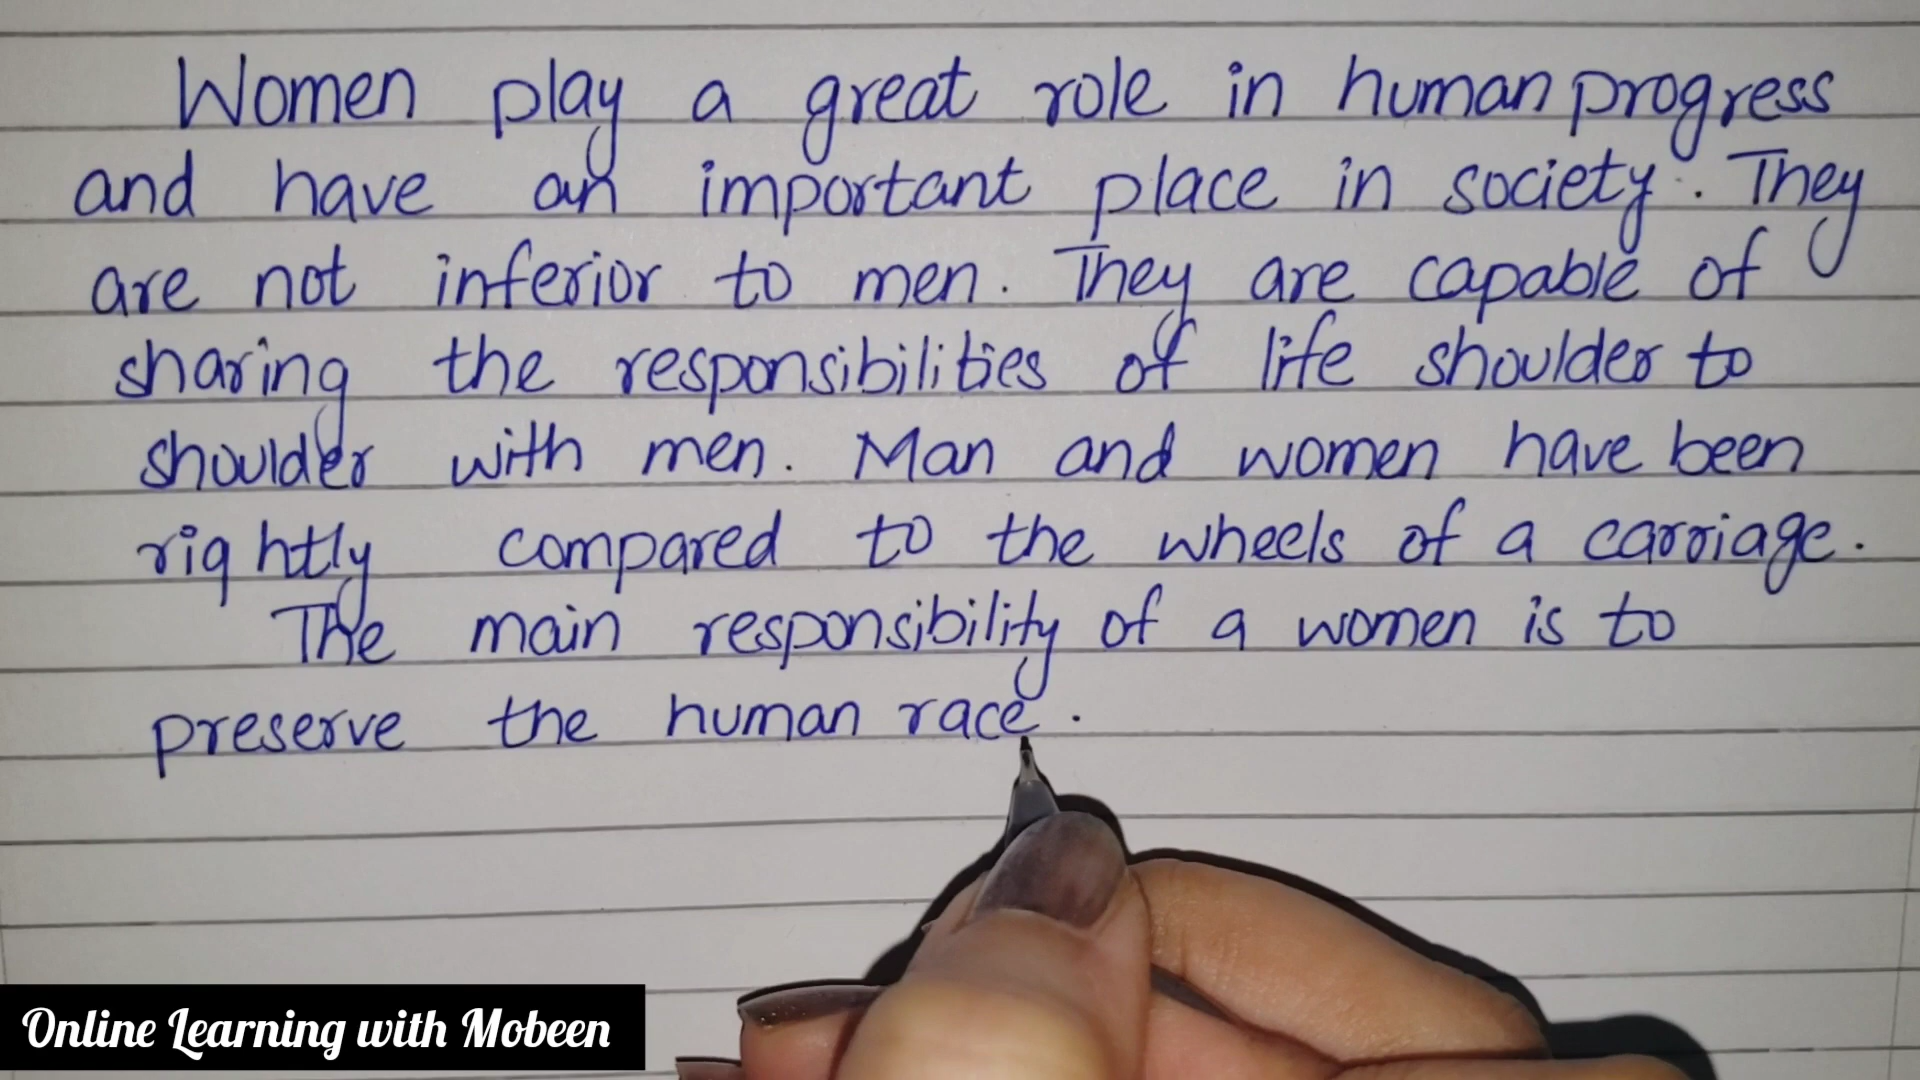 Women play a great role in human progress
and have an important place in society. They
are not inferior to men. They are capable of
sharing the responsibilities of life shoulder to
shoulder with men. Man and women have been
rightly compared to the wheels of a carriage.
The main responsibility of a women is to
preserve the human race.
Online Learning with Mobeen